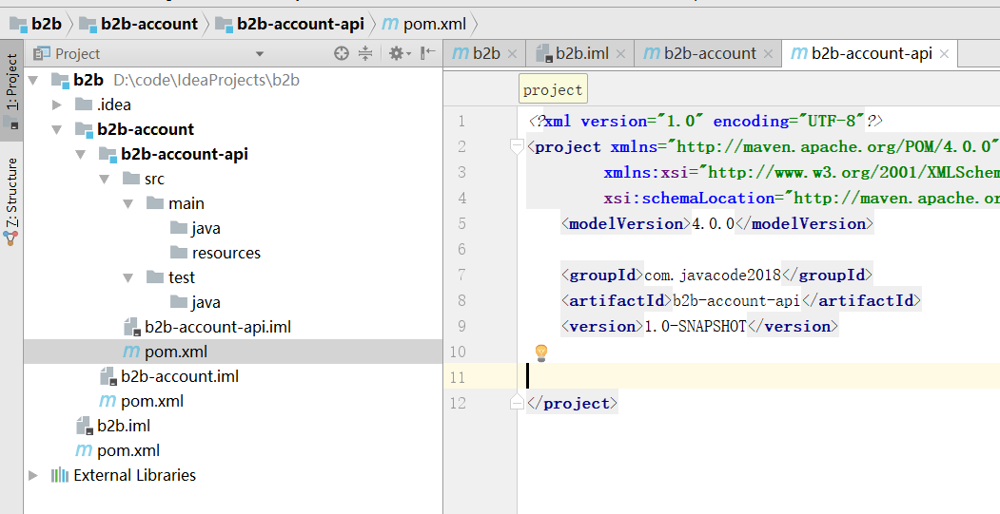 b2b b2b-account b2b-account-api m pom.xml
1: Project
Z: Structure
Project
b2b D:\code\IdeaProjects\b2b
.idea
b2b-account
b2b-account-api
src
main
java
resources
test
java
b2b-account-api.iml
m pom.xml
b2b-account.iml
m pom.xml
b2b.iml
m pom.xml
External Libraries
m b2b b2b.iml m b2b-account m b2b-account-api
project
1 <?xml version="1.0" encoding="UTF-8"?>
2 <project xmlns="http://maven.apache.org/POM/4.0.0"
3 xmlns:xsi="http://www.w3.org/2001/XMLSchem
4 xsi:schemaLocation="http://maven.apache.or
5 <modelVersion>4.0.0</modelVersion>
6
7 <groupId>com.javacode2018</groupId>
8 <artifactId>b2b-account-api</artifactId>
9 <version>1.0-SNAPSHOT</version>
10
11
12 </project>